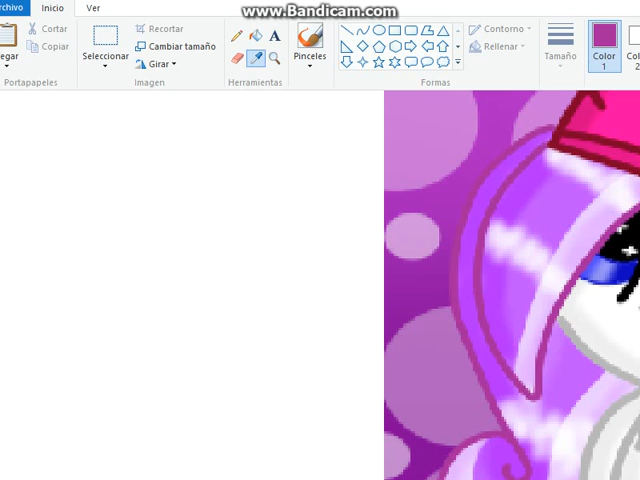 www.Bandicam.com
rchivo Inicio Ver
Cortar
Copiar
egar
Portapapeles
Seleccionar
Recortar
Cambiar tamaño
Girar
Imagen
A
Herramientas
Pinceles
Contorno
Rellenar
Formas
Tamaño
Color
1
Co
2